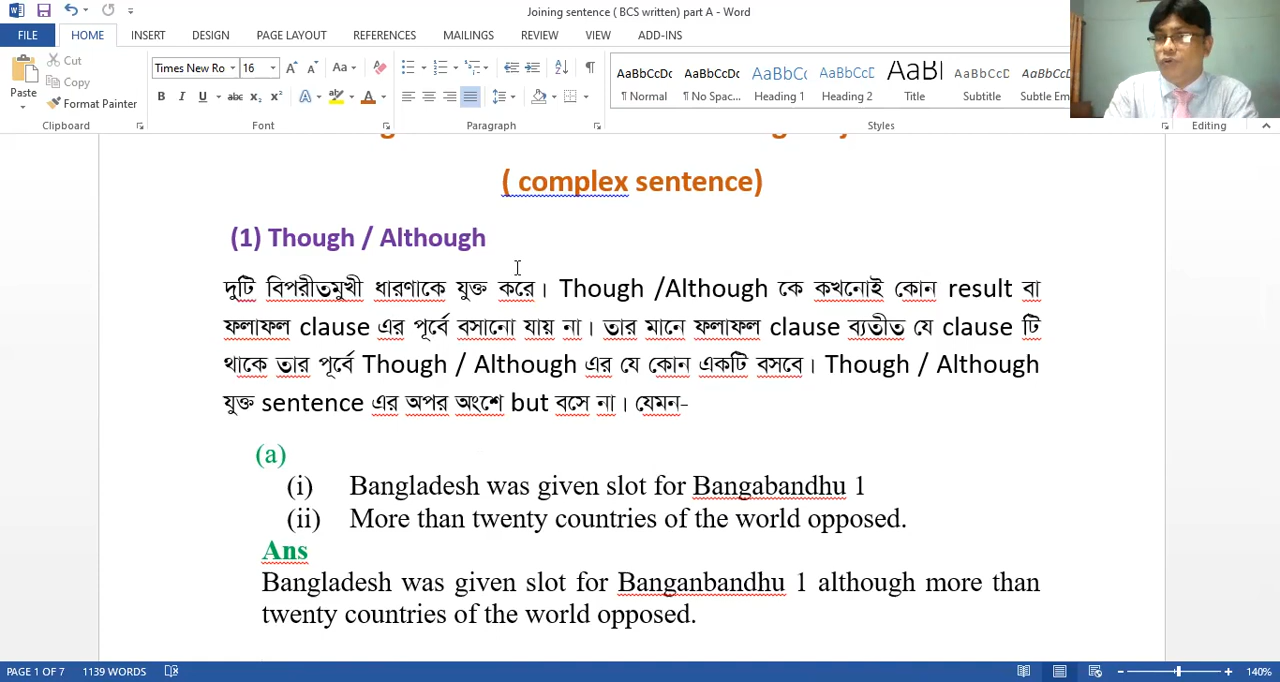 Joining sentence ( BCS written) part A - Word
FILE HOME INSERT DESIGN PAGE LAYOUT REFERENCES MAILINGS REVIEW VIEW ADD-INS
Paste
Cut
Copy
Format Painter
Clipboard
Times New Ro 16
Font
Paragraph
AaBbCcDc AaBbCcDc AaBbCc AaBbCcC AaBl AaBbCcD AaBbCcD
¶ Normal ¶ No Spac... Heading 1 Heading 2 Title Subtitle Subtle Em
Styles
Editing
( complex sentence)
(1) Though / Although
দুটি বিপরীতমুখী ধারণাকে যুক্ত করে। Though /Although কে কখনোই কোন result বা
ফলাফল clause এর পূর্বে বসানো যায় না। তার মানে ফলাফল clause ব্যতীত যে clause টি
থাকে তার পূর্বে Though / Although এর যে কোন একটি বসবে। Though / Although
যুক্ত sentence এর অপর অংশে but বসে না। যেমন-
(a)
(i) Bangladesh was given slot for Bangabandhu 1
(ii) More than twenty countries of the world opposed.
Ans
Bangladesh was given slot for Banganbandhu 1 although more than
twenty countries of the world opposed.
PAGE 1 OF 7 1139 WORDS 140%